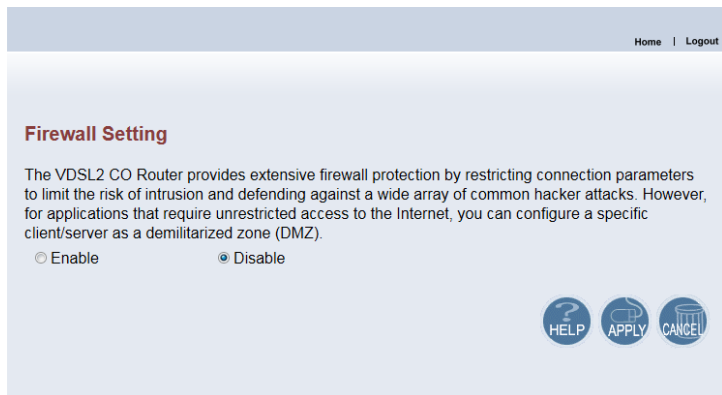 Home | Logout
Firewall Setting
The VDSL2 CO Router provides extensive firewall protection by restricting connection parameters
to limit the risk of intrusion and defending against a wide array of common hacker attacks. However,
for applications that require unrestricted access to the Internet, you can configure a specific
client/server as a demilitarized zone (DMZ).
Enable Disable
HELP APPLY CANCEL